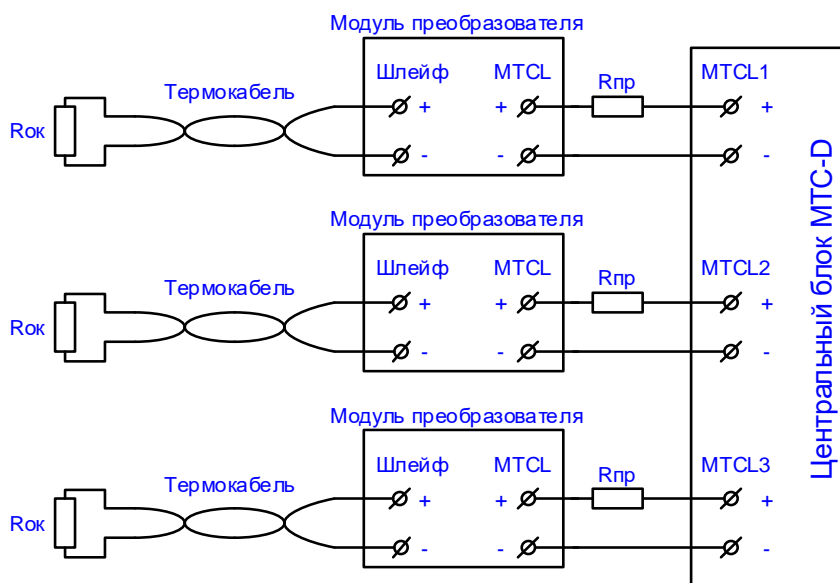 Модуль преобразователя
Шлейф MTCL
Rпр
MTCL1
Термокабель
Rок
+ + +
- - -
Модуль преобразователя
Шлейф MTCL
Rпр
MTCL2
Термокабель
Rок
+ + +
- - -
Модуль преобразователя
Шлейф MTCL
Rпр
MTCL3
Термокабель
Rок
+ + +
- - -
Центральный блок МТС-D